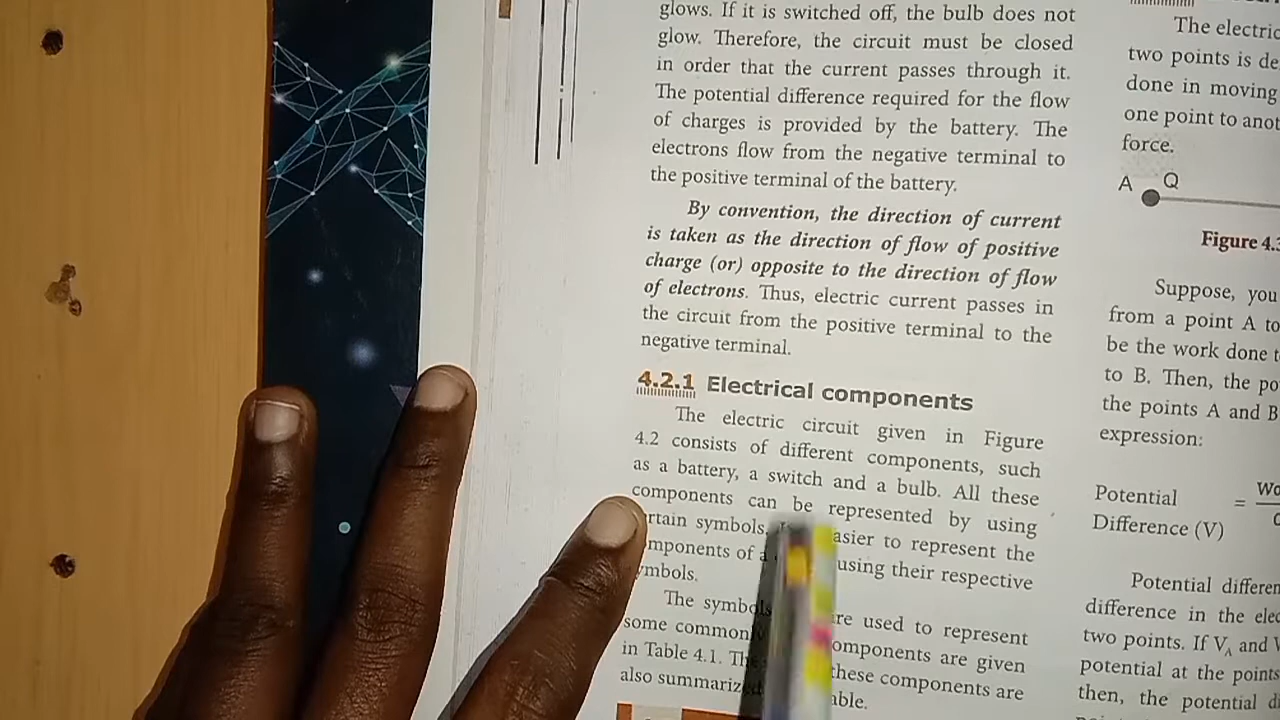 glows. If it is switched off, the bulb does not
glow. Therefore, the circuit must be closed
in order that the current passes through it.
The potential difference required for the flow
of charges is provided by the battery. The
electrons flow from the negative terminal to
the positive terminal of the battery.
By convention, the direction of current
is taken as the direction of flow of positive
charge (or) opposite to the direction of flow
of electrons. Thus, electric current passes in
the circuit from the positive terminal to the
negative terminal.
4.2.1 Electrical components
The electric circuit given in Figure
4.2 consists of different components, such
as a battery, a switch and a bulb. All these
components can be represented by using
rtain symbols. asier to represent the
mponents of a using their respective
ymbols.
The symbols re used to represent
some common omponents are given
in Table 4.1. Th these components are
also summariz able.
The electric
two points is de
done in moving
one point to anot
force.
A Q
Figure 4.3
Suppose, you
from a point A to
be the work done t
to B. Then, the po
the points A and B
expression:
Potential
Difference (V) = Wo
Potential differen
difference in the elec
two points. If VA and V
potential at the points
then, the potential d